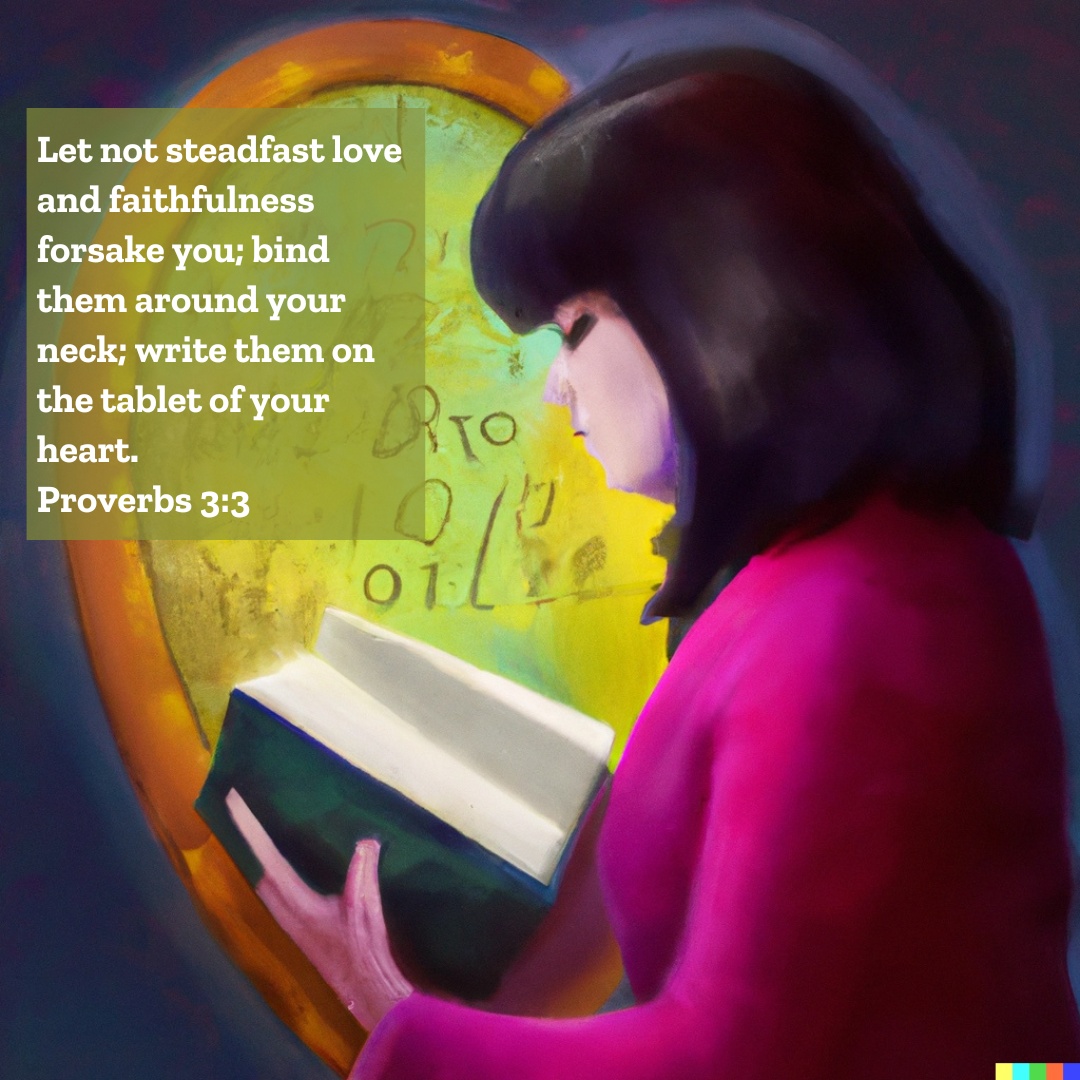 Let not steadfast love
and faithfulness
forsake you; bind
them around your
neck; write them on
the tablet of your
heart.
Proverbs 3:3